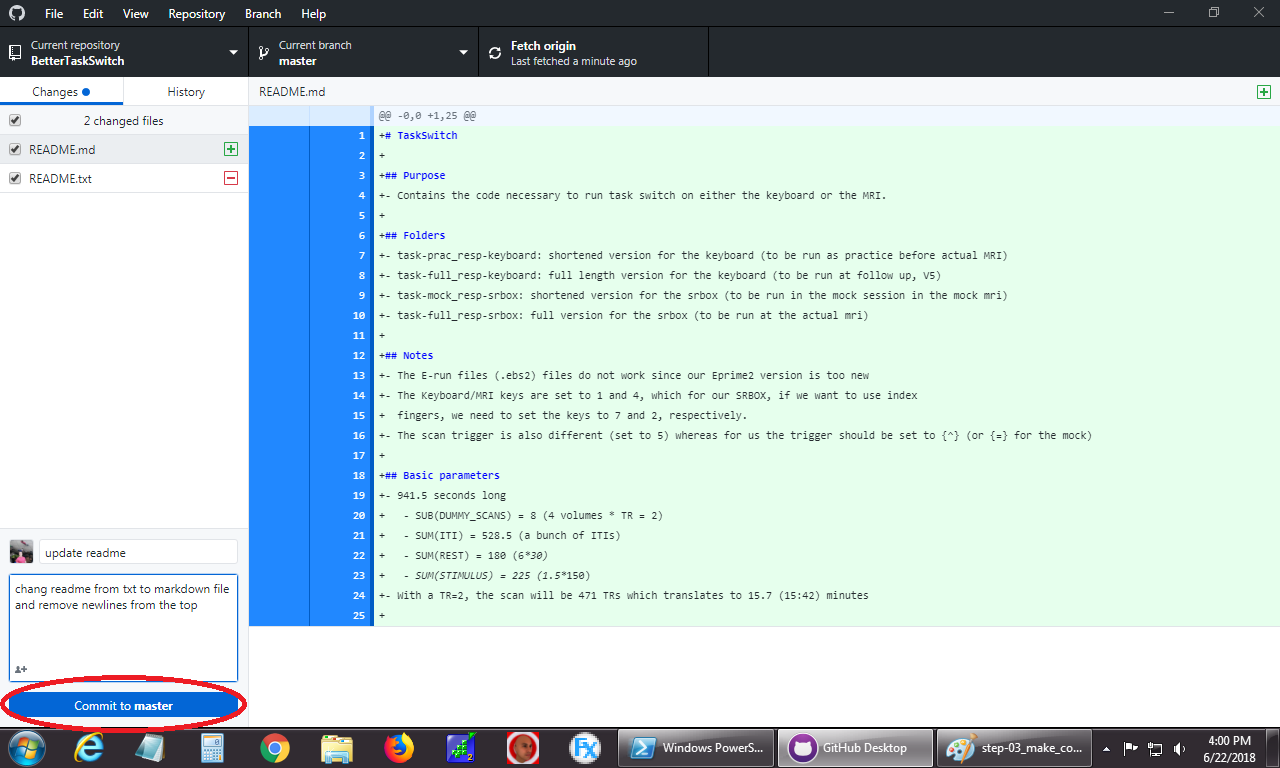 File Edit View Repository Branch Help
Current repository
BetterTaskSwitch
Current branch
master
Fetch origin
Last fetched a minute ago
Changes History
README.md
2 changed files
README.md
README.txt
@@ -0,0 +1,25 @@
1 +# TaskSwitch
2 +
3 +## Purpose
4 +- Contains the code necessary to run task switch on either the keyboard or the MRI.
5 +
6 +## Folders
7 +- task-prac_resp-keyboard: shortened version for the keyboard (to be run as practice before actual MRI)
8 +- task-full_resp-keyboard: full length version for the keyboard (to be run at follow up, V5)
9 +- task-mock_resp-srbox: shortened version for the srbox (to be run in the mock session in the mock mri)
10 +- task-full_resp-srbox: full version for the srbox (to be run at the actual mri)
11 +
12 +## Notes
13 +- The E-run files (.ebs2) files do not work since our Eprime2 version is too new
14 +- The Keyboard/MRI keys are set to 1 and 4, which for our SRBOX, if we want to use index
15 +  fingers, we need to set the keys to 7 and 2, respectively.
16 +- The scan trigger is also different (set to 5) whereas for us the trigger should be set to {^} (or {=} for the mock)
17 +
18 +## Basic parameters
19 +- 941.5 seconds long
20 +   - SUB(DUMMY_SCANS) = 8 (4 volumes * TR = 2)
21 +   - SUM(ITI) = 528.5 (a bunch of ITIs)
22 +   - SUM(REST) = 180 (6*30)
23 +   - SUM(STIMULUS) = 225 (1.5*150)
24 +- With a TR=2, the scan will be 471 TRs which translates to 15.7 (15:42) minutes
25 +
update readme
chang readme from txt to markdown file
and remove newlines from the top
Commit to master
Windows PowerS...
GitHub Desktop
step-03_make_co...
4:00 PM
6/22/2018